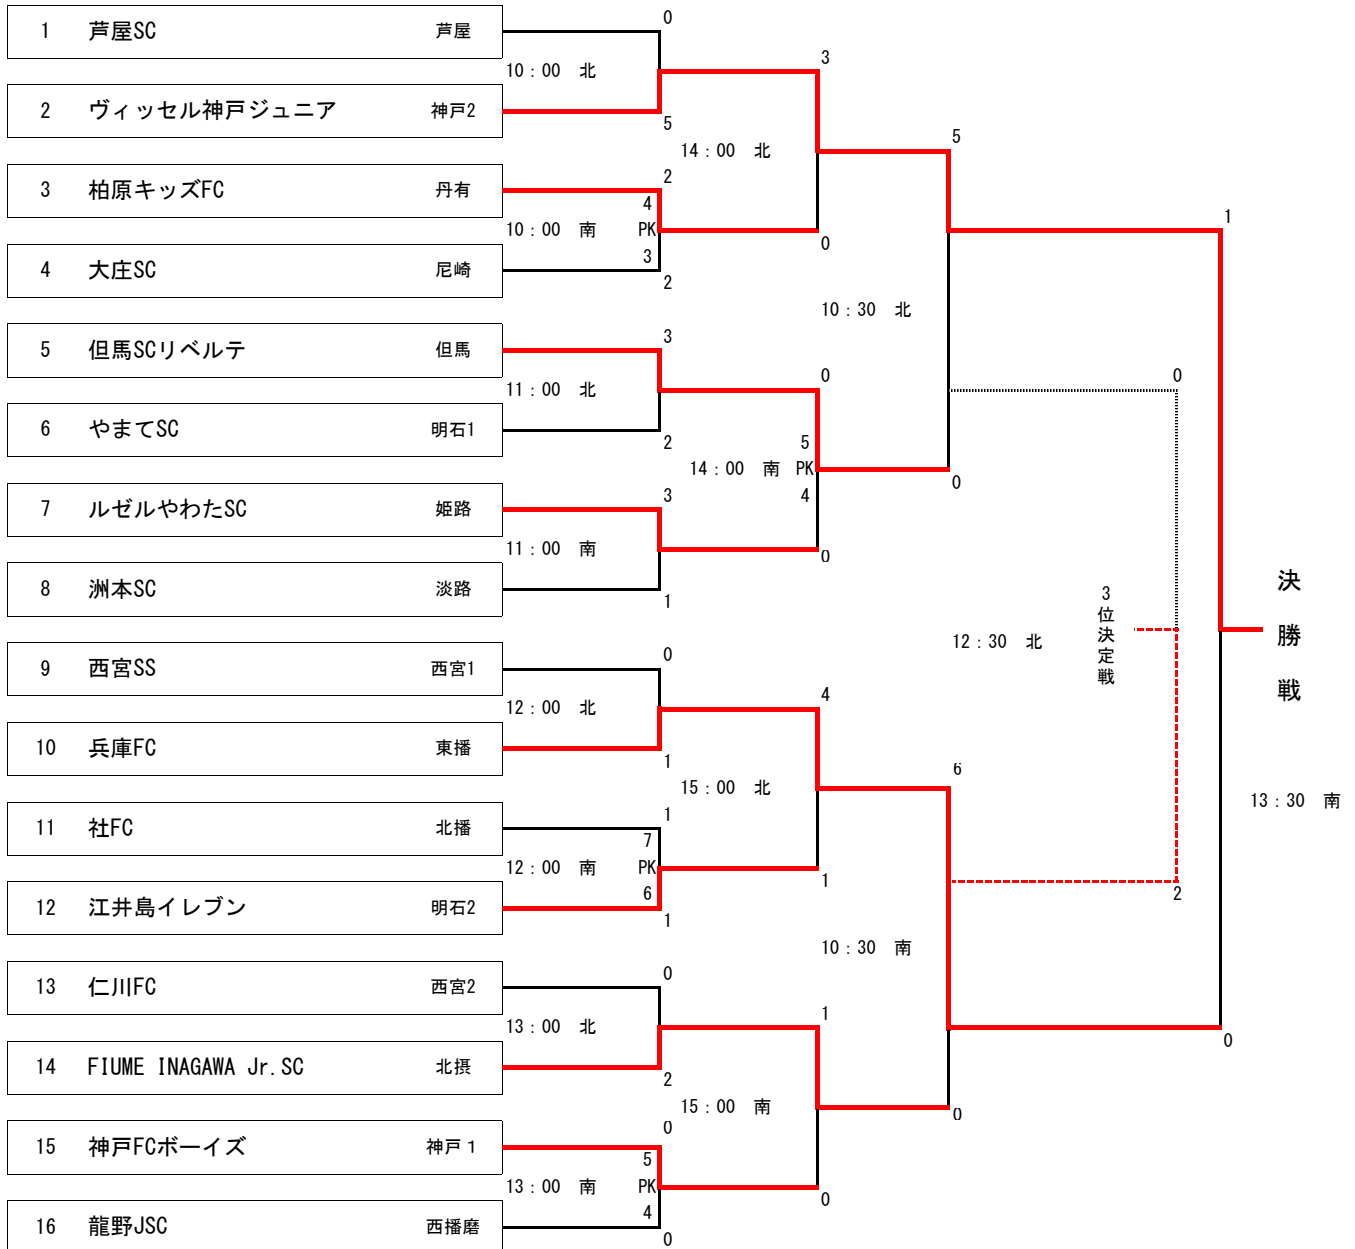 0
1 芦屋SC 芦屋
3
10：00 北
2 ヴィッセル神戸ジュニア 神戸2
5
5
14：00 北
2
3 柏原キッズFC 丹有
4
1
10：00 南 PK
0
3
4 大庄SC 尼崎
2
10：30 北
3
5 但馬SCリベルテ 但馬
0
0
11：00 北
6 やまてSC 明石1
2
5
14：00 南 PK
0
3
4
7 ルゼルやわたSC 姫路
11：00 南
0
8 洲本SC 淡路
1
3位決定戦
決勝戦
12：30 北
0
9 西宮SS 西宮1
4
12：00 北
10 兵庫FC 東播
1
6
15：00 北
13：30 南
1
11 社FC 北播
7
12：00 南 PK
1
6
2
12 江井島イレブン 明石2
1
10：30 南
0
13 仁川FC 西宮2
1
13：00 北
0
14 FIUME INAGAWA Jr.SC 北摂
2
15：00 南
0
0
15 神戸FCボーイズ 神戸１
5
13：00 南 PK
0
4
16 龍野JSC 西播磨
0